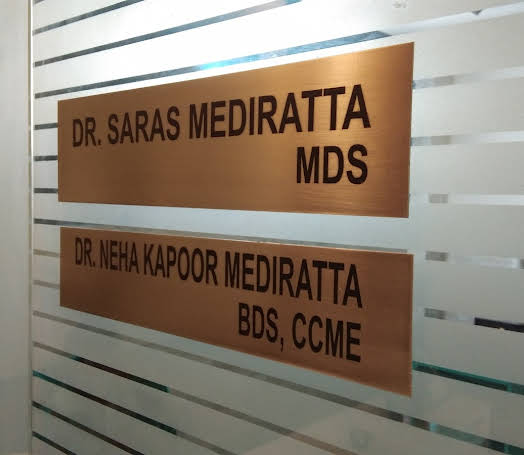 DR. SARAS MEDIRATTA
MDS
DR. NEHA KAPOOR MEDIRATTA
BDS, CCME